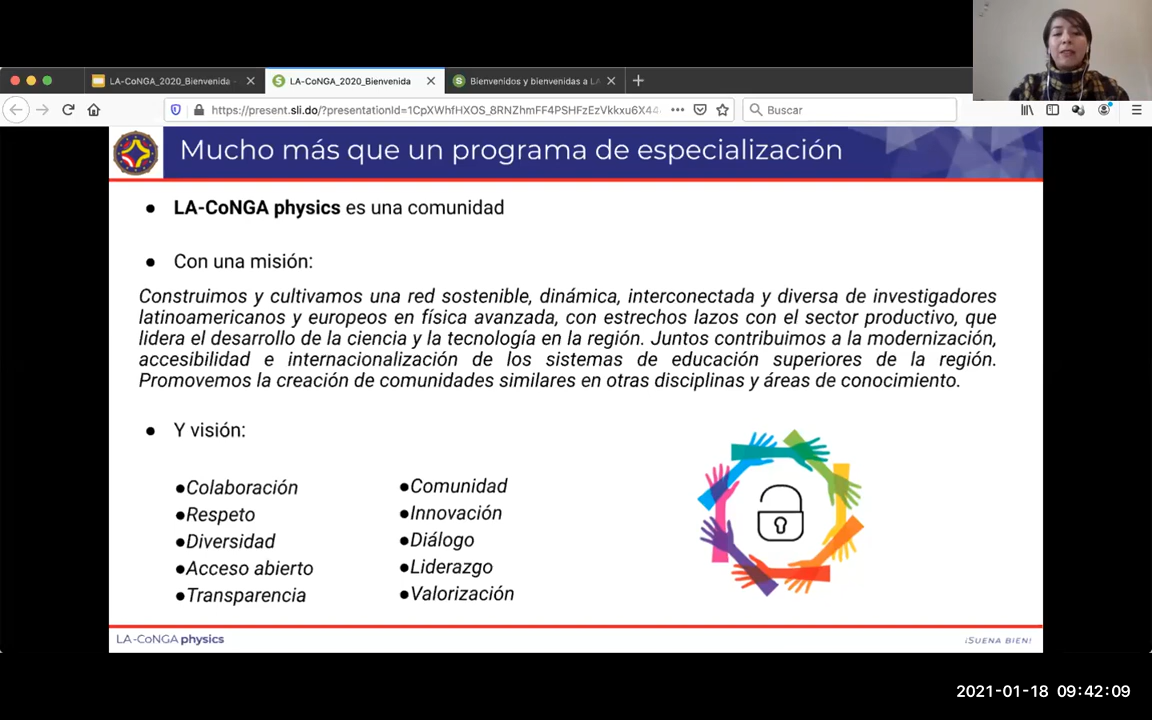 LA-CoNGA_2020_Bienvenida -
LA-CoNGA_2020_Bienvenida
Bienvenidos y bienvenidas a LA
https://present.sli.do/?presentationId=1CpXWhfHXOS_8RNZhmFF4PSHFzEzVkkxu6X44
Buscar
Mucho más que un programa de especialización
● LA-CoNGA physics es una comunidad
● Con una misión:
Construimos y cultivamos una red sostenible, dinámica, interconectada y diversa de investigadores
latinoamericanos y europeos en física avanzada, con estrechos lazos con el sector productivo, que
lidera el desarrollo de la ciencia y la tecnología en la región. Juntos contribuimos a la modernización,
accesibilidad e internacionalización de los sistemas de educación superiores de la región.
Promovemos la creación de comunidades similares en otras disciplinas y áreas de conocimiento.
● Y visión:
●Colaboración
●Respeto
●Diversidad
●Acceso abierto
●Transparencia
●Comunidad
●Innovación
●Diálogo
●Liderazgo
●Valorización
LA-CoNGA physics
¡SUENA BIEN!
2021-01-18 09:42:09